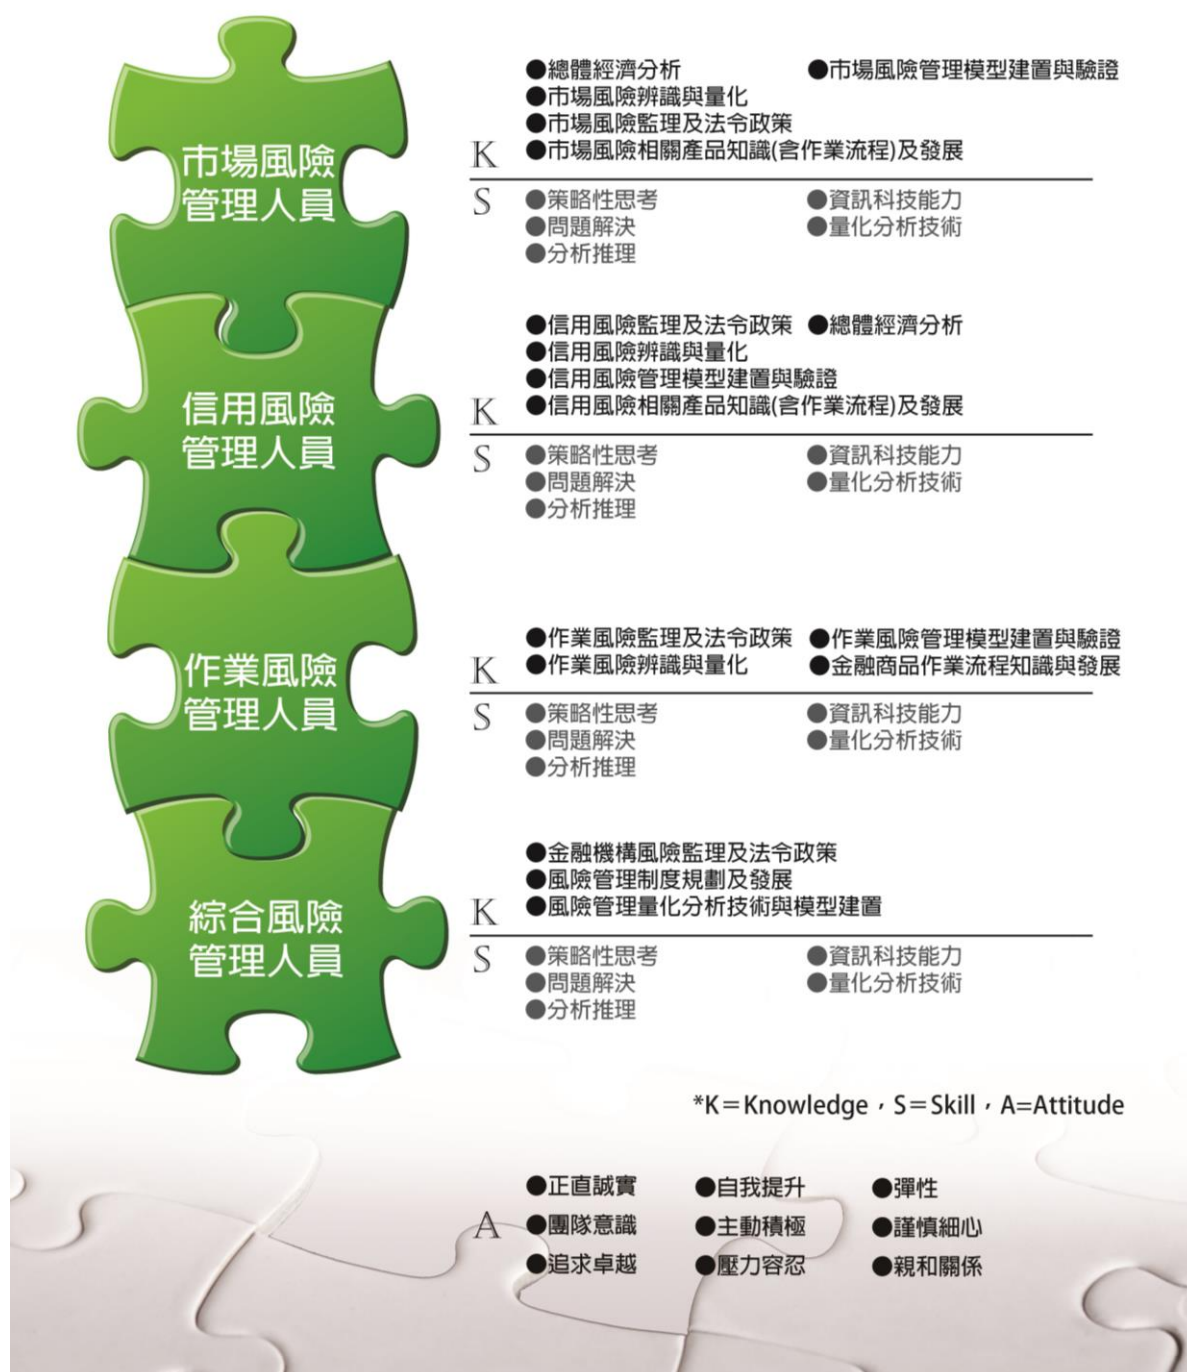 市場風險
管理人員
●總體經濟分析 ●市場風險管理模型建置與驗證
●市場風險辨識與量化
●市場風險監理及法令政策
K ●市場風險相關產品知識(含作業流程)及發展
S ●策略性思考 ●資訊科技能力
●問題解決 ●量化分析技術
●分析推理
信用風險
管理人員
●信用風險監理及法令政策 ●總體經濟分析
●信用風險辨識與量化
●信用風險管理模型建置與驗證
K ●信用風險相關產品知識(含作業流程)及發展
S ●策略性思考 ●資訊科技能力
●問題解決 ●量化分析技術
●分析推理
作業風險
管理人員
●作業風險監理及法令政策 ●作業風險管理模型建置與驗證
K ●作業風險辨識與量化 ●金融商品作業流程知識與發展
S ●策略性思考 ●資訊科技能力
●問題解決 ●量化分析技術
●分析推理
綜合風險
管理人員
●金融機構風險監理及法令政策
●風險管理制度規劃及發展
K ●風險管理量化分析技術與模型建置
S ●策略性思考 ●資訊科技能力
●問題解決 ●量化分析技術
●分析推理
*K＝Knowledge，S＝Skill，A=Attitude
●正直誠實 ●自我提升 ●彈性
A ●團隊意識 ●主動積極 ●謹慎細心
●追求卓越 ●壓力容忍 ●親和關係